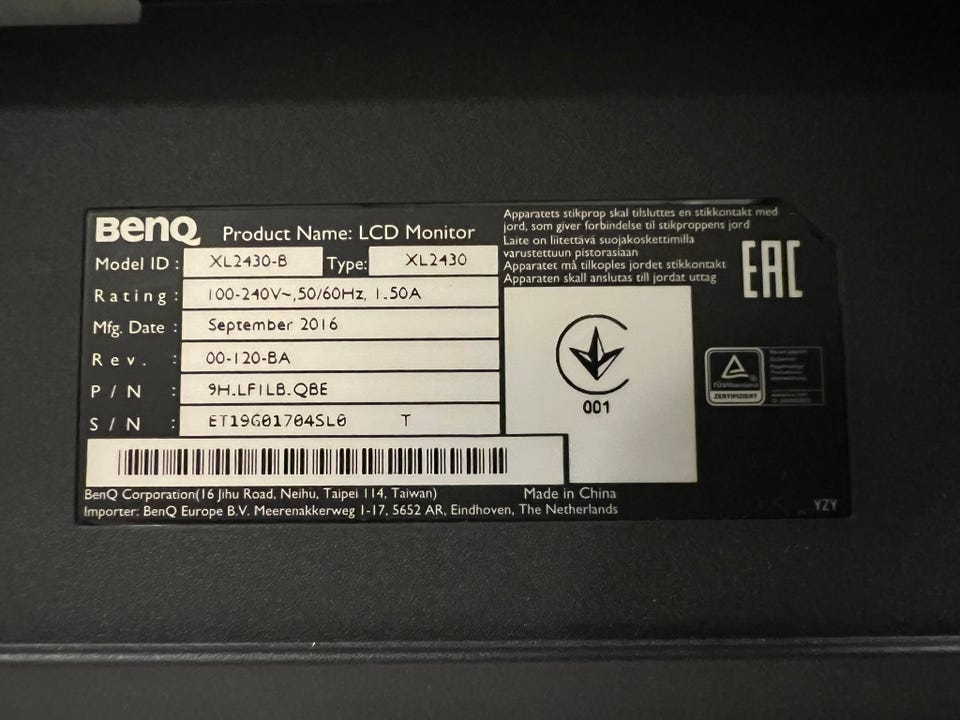 BenQ Product Name: LCD Monitor
Model ID : XL2430-B Type: XL2430
Rating : 100-240V~,50/60Hz, 1.50A
Mfg. Date : September 2016
Rev. : 00-120-BA
P/N : 9H.LF1LB.QBE
S/N : ET19G01704SL0 T
BenQ Corporation(16 Jihu Road, Neihu, Taipei 114, Taiwan) Made in China
Importer: BenQ Europe B.V. Meerenakkerweg 1-17, 5652 AR, Eindhoven, The Netherlands
Apparatets stikprop skal tilsluttes en stikkontakt med
jord, som giver forbindelse til stikproppens jord
Laite on liitettävä suojakoskettimilla
varustettuun pistorasiaan
Apparatet må tilkoples jordet stikkontakt
Apparaten skall anslutas till jordat uttag
EAC
001
TÜVRheinland
ZERTIFIZIERT
YZY